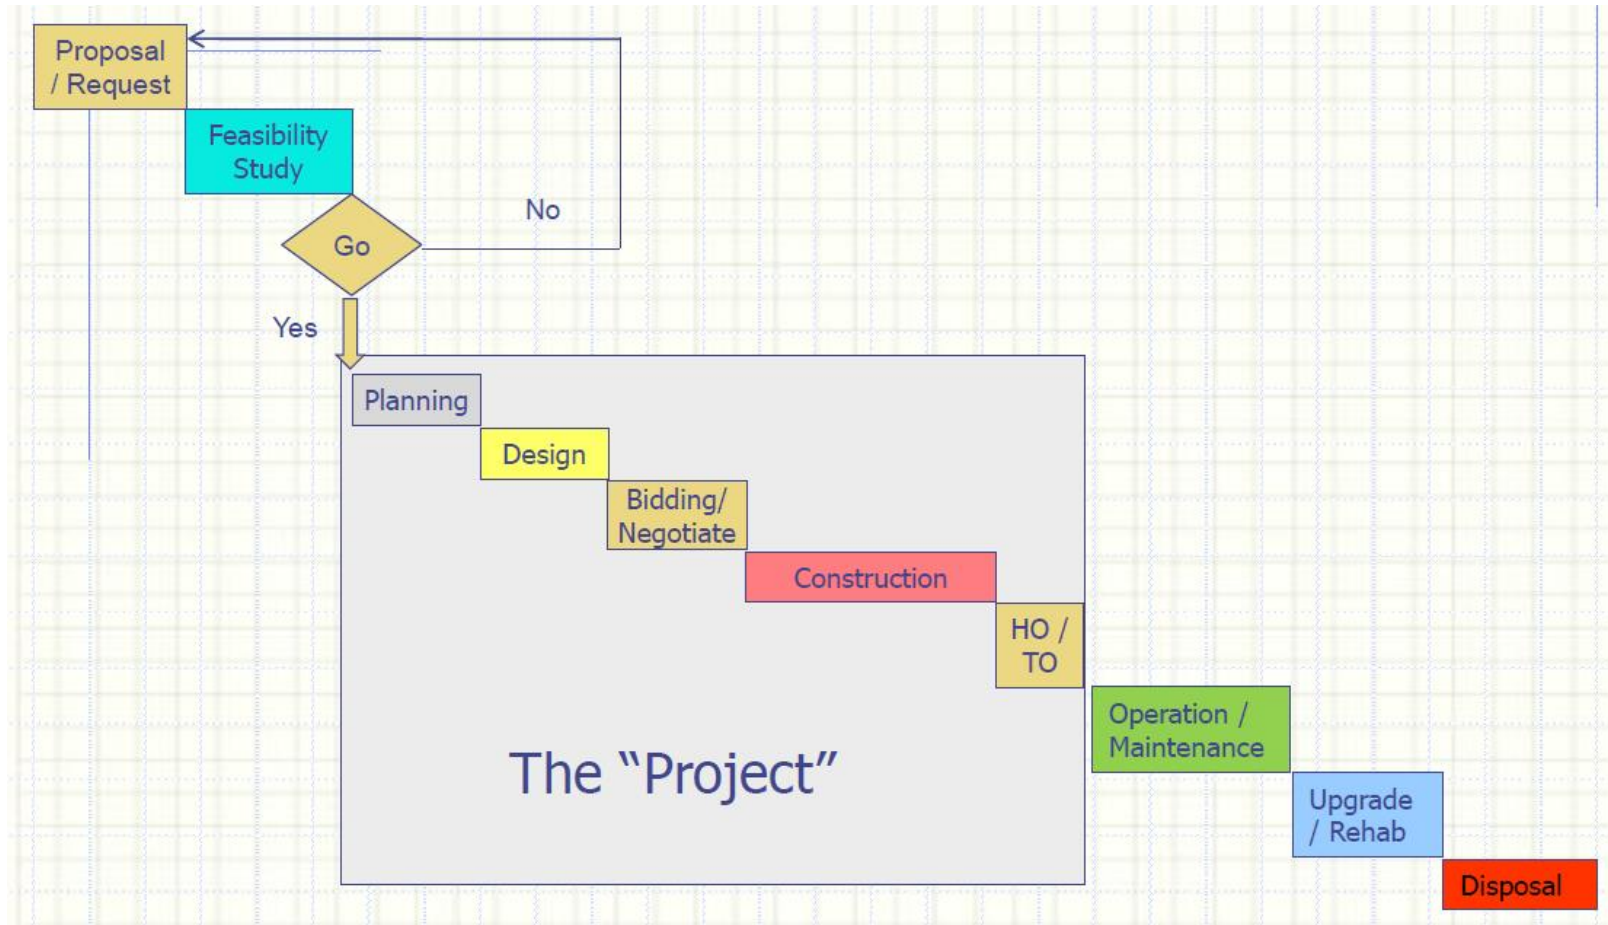 Proposal
/ Request
Feasibility
Study
No
Go
Yes
Planning
Design
Bidding/
Negotiate
Construction
HO /
TO
Operation /
Maintenance
The “Project”
Upgrade
/ Rehab
Disposal